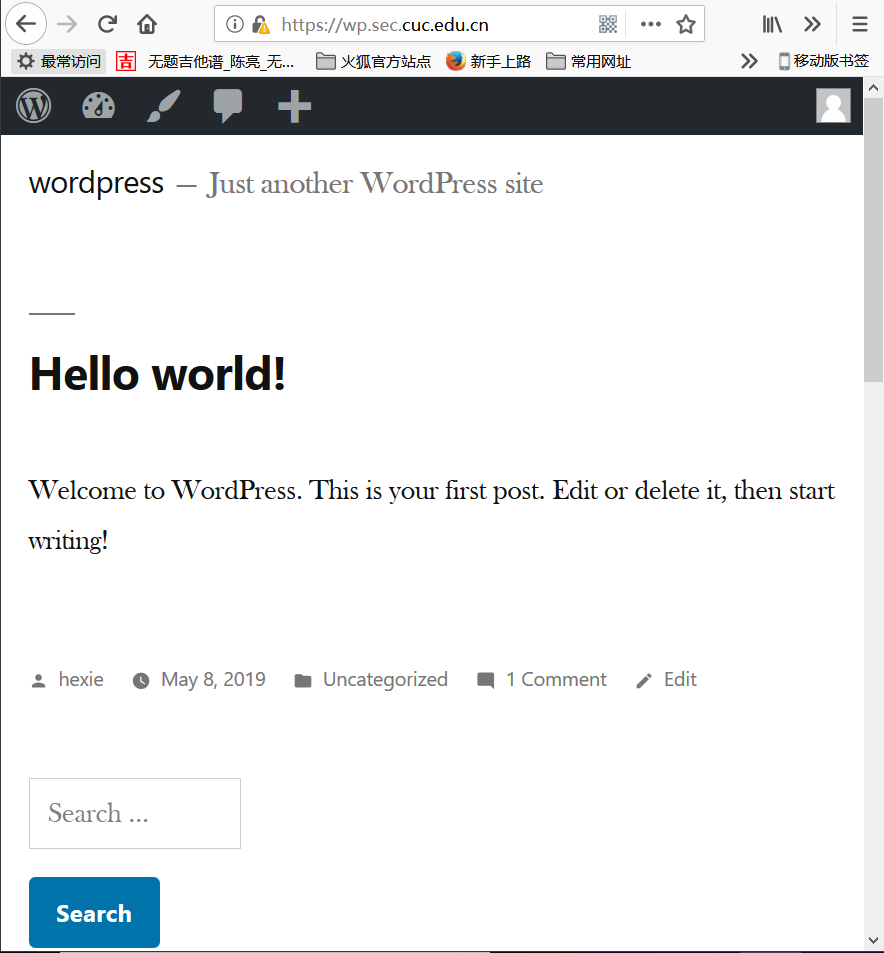 https://wp.sec.cuc.edu.cn
最常访问 吉 无题吉他谱_陈亮_无... 火狐官方站点 新手上路 常用网址 移动版书签
wordpress — Just another WordPress site
Hello world!
Welcome to WordPress. This is your first post. Edit or delete it, then start
writing!
hexie May 8, 2019 Uncategorized 1 Comment Edit
Search ...
Search